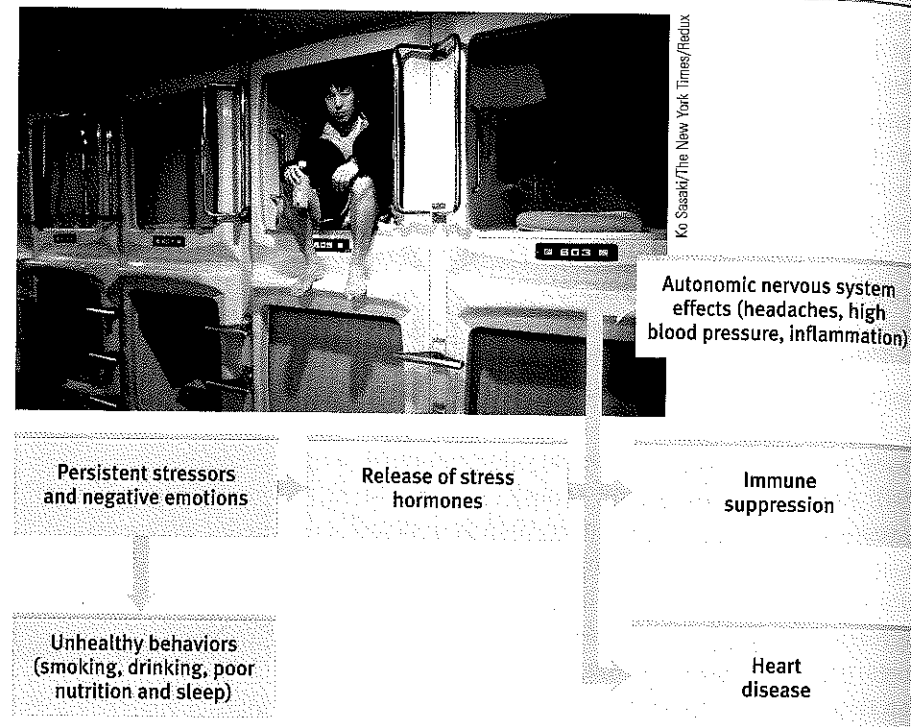 Ko Sasaki/The New York Times/Redux
603
Autonomic nervous system
effects (headaches, high
blood pressure, inflammation)
Persistent stressors
and negative emotions
Release of stress
hormones
Immune
suppression
Unhealthy behaviors
(smoking, drinking, poor
nutrition and sleep)
Heart
disease